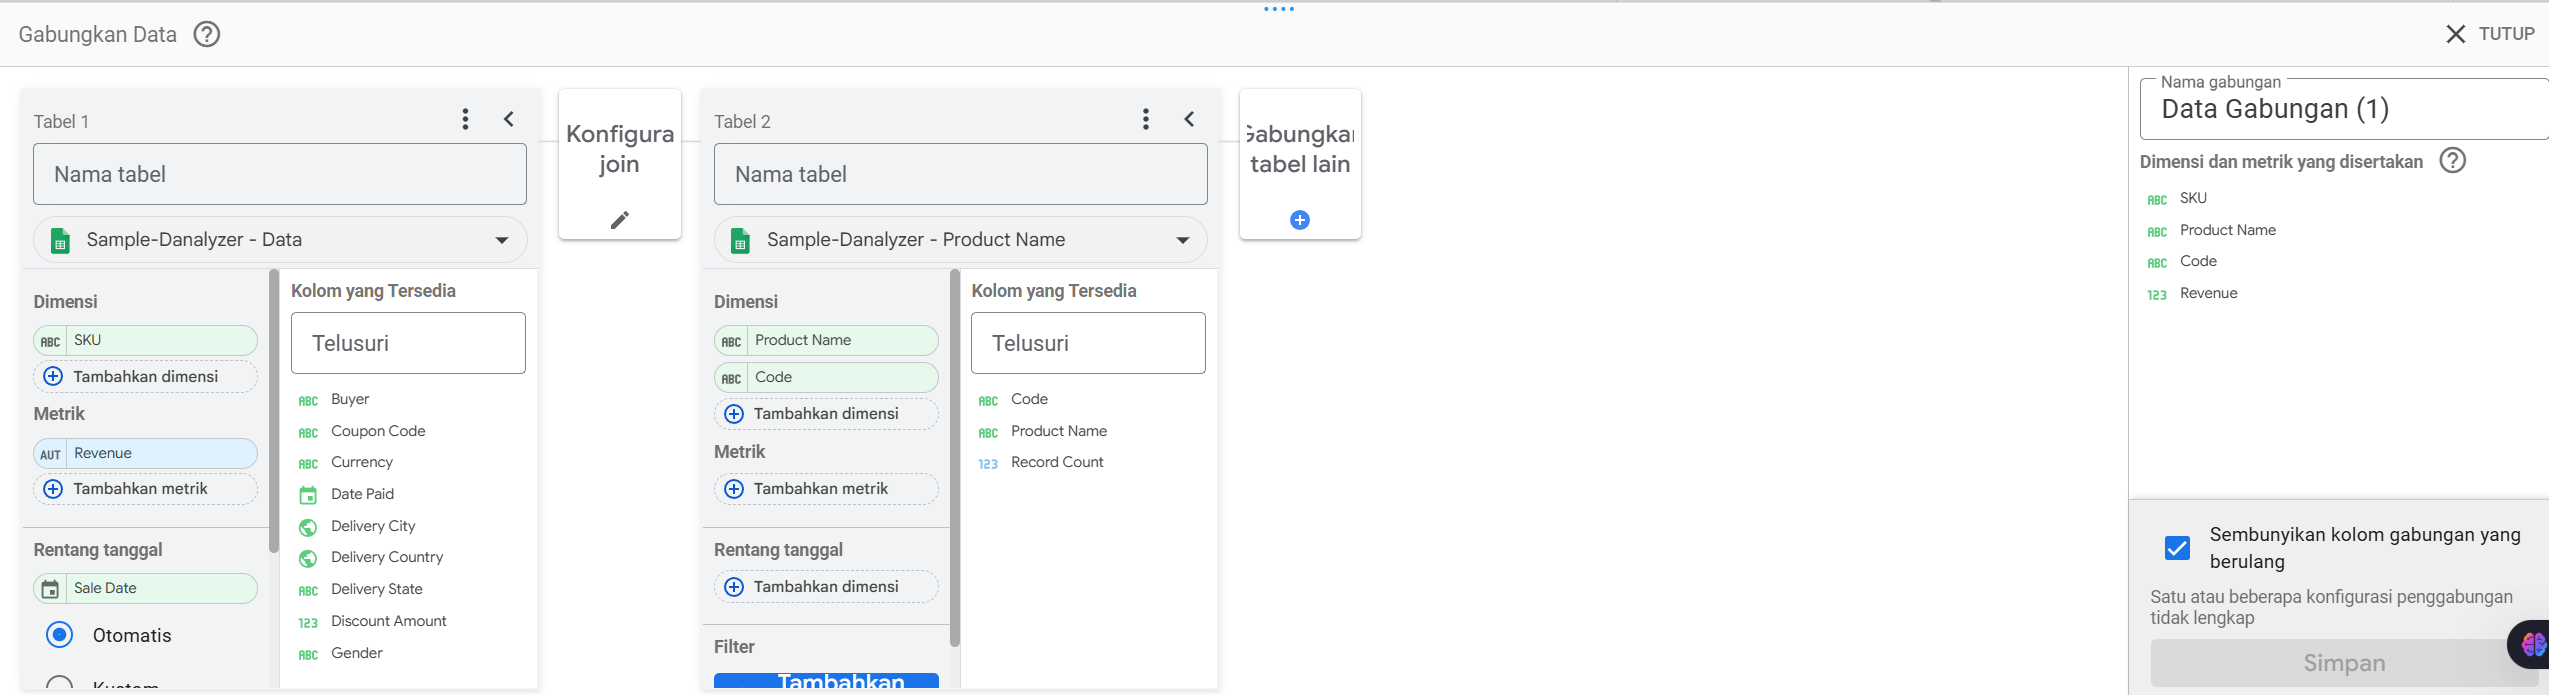 Gabungkan Data
TUTUP
Tabel 1
Nama tabel
Sample-Danalyzer - Data
Dimensi
ABC SKU
Tambahkan dimensi
Metrik
AUT Revenue
Tambahkan metrik
Rentang tanggal
Sale Date
Otomatis
Kustom
Kolom yang Tersedia
Telusuri
ABC Buyer
ABC Coupon Code
ABC Currency
Date Paid
Delivery City
Delivery Country
ABC Delivery State
123 Discount Amount
ABC Gender
Konfigura
join
Tabel 2
Nama tabel
Sample-Danalyzer - Product Name
Dimensi
ABC Product Name
ABC Code
Tambahkan dimensi
Metrik
Tambahkan metrik
Rentang tanggal
Tambahkan dimensi
Filter
Tambahkan
Kolom yang Tersedia
Telusuri
ABC Code
ABC Product Name
123 Record Count
Gabungkan
tabel lain
Nama gabungan
Data Gabungan (1)
Dimensi dan metrik yang disertakan
ABC SKU
ABC Product Name
ABC Code
123 Revenue
Sembunyikan kolom gabungan yang
berulang
Satu atau beberapa konfigurasi penggabungan
tidak lengkap
Simpan